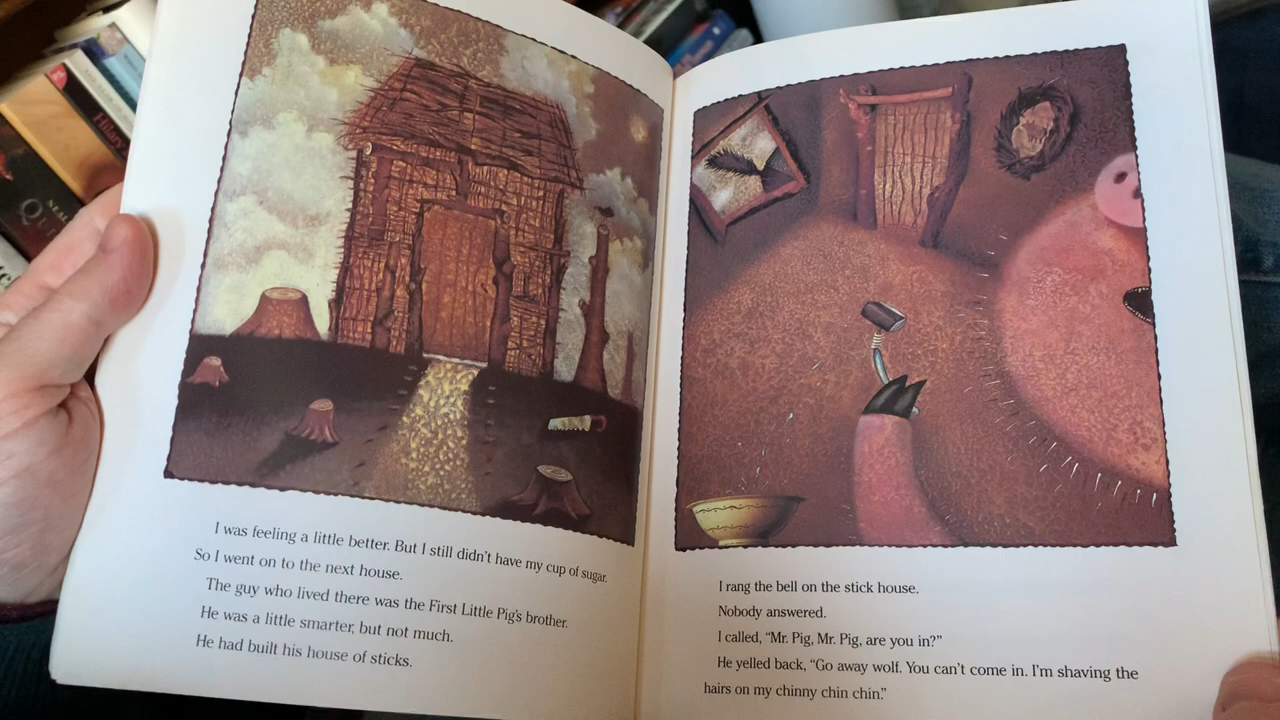 I was feeling a little better. But I still didn't have my cup of sugar.
So I went on to the next house.
The guy who lived there was the First Little Pig's brother.
He was a little smarter, but not much.
He had built his house of sticks.
I rang the bell on the stick house.
Nobody answered.
I called, “Mr. Pig, Mr. Pig, are you in?”
He yelled back, “Go away wolf. You can't come in. I'm shaving the
hairs on my chinny chin chin.”